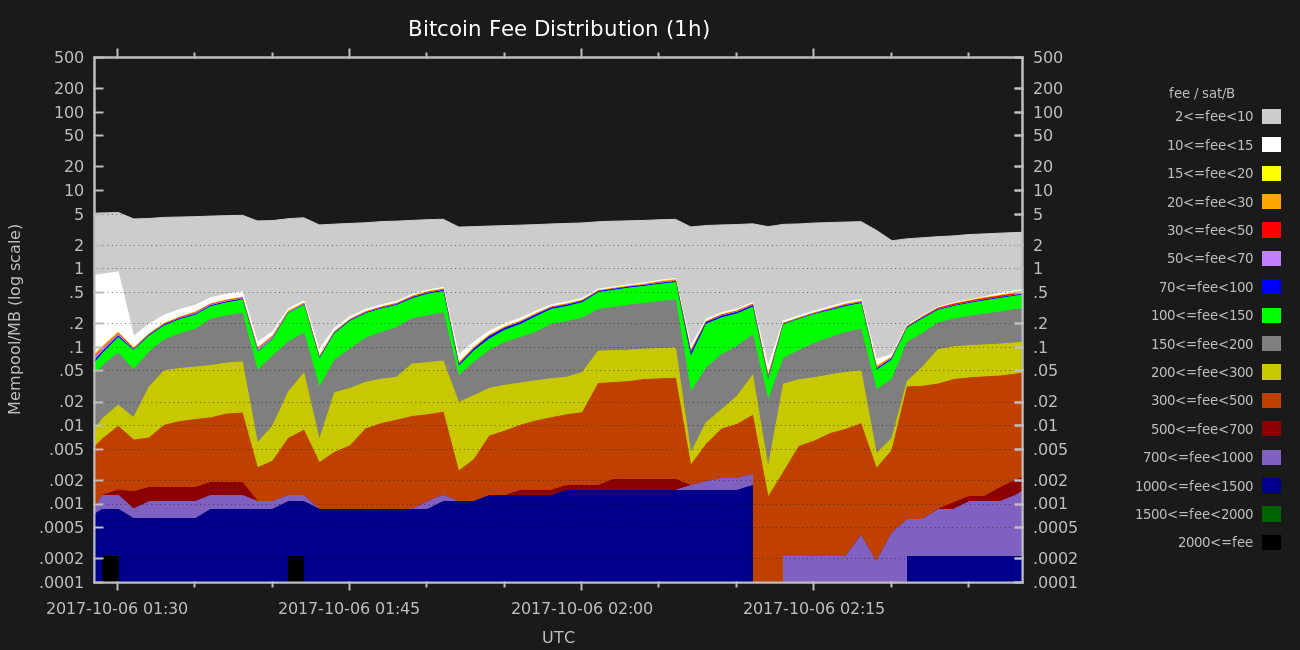 Bitcoin Fee Distribution (1h)
500
200
100
50
20
10
5
2
1
.5
.2
.1
.05
.02
.01
.005
.002
.001
.0005
.0002
.0001
Mempool/MB (log scale)
500
200
100
50
20
10
5
2
1
.5
.2
.1
.05
.02
.01
.005
.002
.001
.0005
.0002
.0001
2017-10-06 01:30 2017-10-06 01:45 2017-10-06 02:00 2017-10-06 02:15
UTC
fee / sat/B
2<=fee<10
10<=fee<15
15<=fee<20
20<=fee<30
30<=fee<50
50<=fee<70
70<=fee<100
100<=fee<150
150<=fee<200
200<=fee<300
300<=fee<500
500<=fee<700
700<=fee<1000
1000<=fee<1500
1500<=fee<2000
2000<=fee